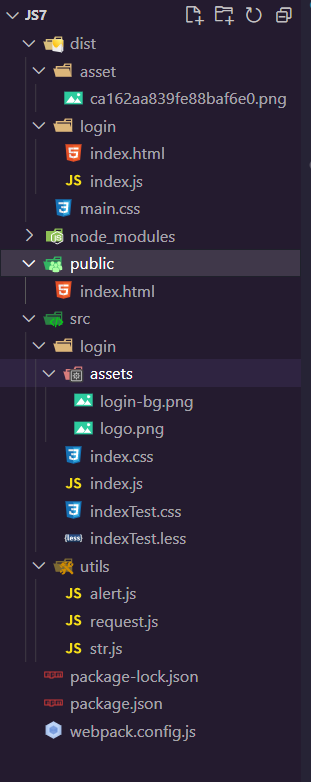 JS7
dist
asset
ca162aa839fe88baf6e0.png
login
index.html
JS index.js
main.css
node_modules
public
index.html
src
login
assets
login-bg.png
logo.png
index.css
JS index.js
indexTest.css
{less} indexTest.less
utils
JS alert.js
JS request.js
JS str.js
package-lock.json
package.json
webpack.config.js